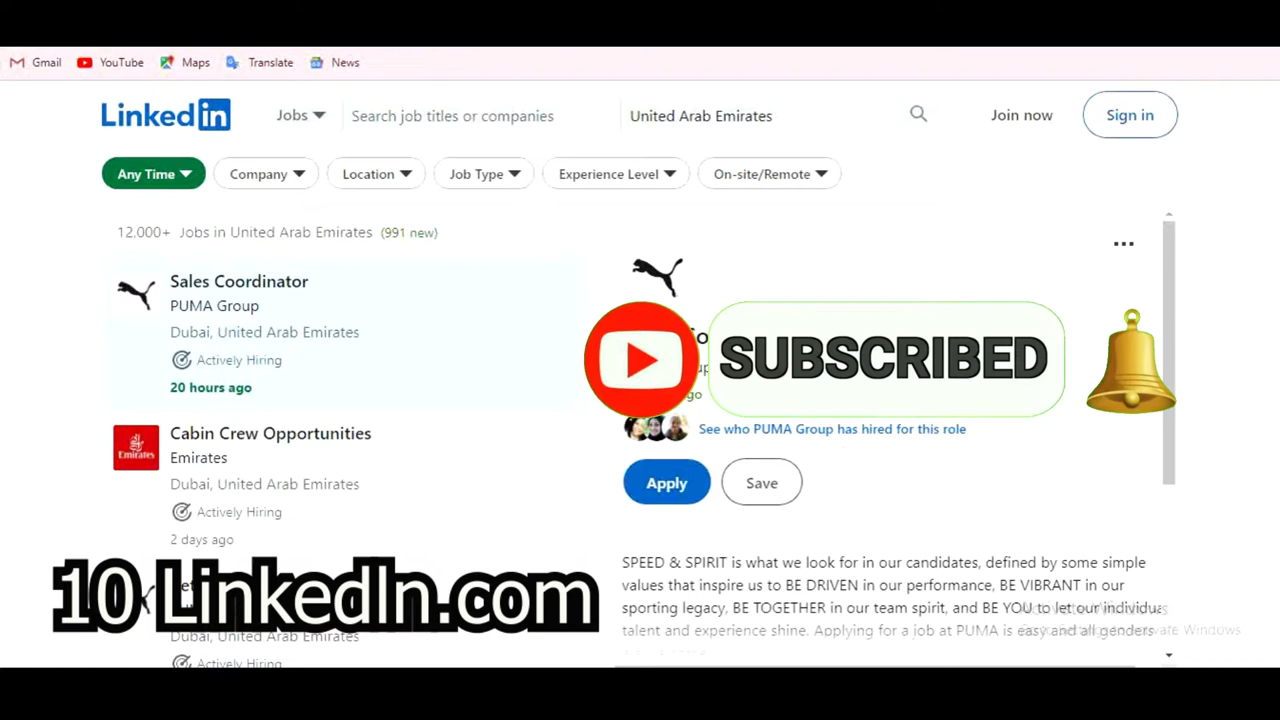 Gmail YouTube Maps Translate News
Linked in Jobs Search job titles or companies United Arab Emirates Join now Sign in
Any Time Company Location Job Type Experience Level On-site/Remote
12,000+ Jobs in United Arab Emirates (991 new)
Sales Coordinator
PUMA Group
Dubai, United Arab Emirates
Actively Hiring
20 hours ago
Cabin Crew Opportunities
Emirates
Emirates
Dubai, United Arab Emirates
Actively Hiring
2 days ago
Dubai, United Arab Emirates
Actively Hiring
10 LinkedIn.com
SUBSCRIBED
See who PUMA Group has hired for this role
Apply Save
SPEED & SPIRIT is what we look for in our candidates, defined by some simple
values that inspire us to BE DRIVEN in our performance, BE VIBRANT in our
sporting legacy, BE TOGETHER in our team spirit, and BE YOU to let our individua
talent and experience shine. Applying for a job at PUMA is easy and all genders